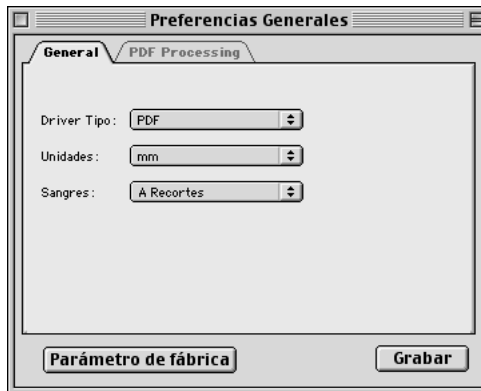 Preferencias Generales
General PDF Processing
Driver Tipo: PDF
Unidades: mm
Sangres: A Recortes
Parámetro de fábrica Grabar